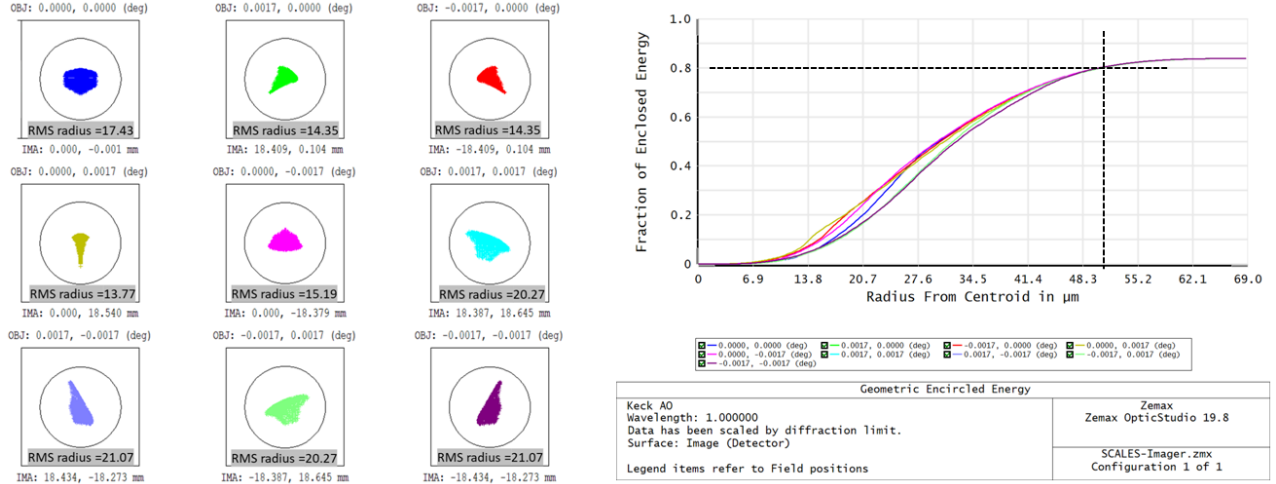 OBJ: 0.0000, 0.0000 (deg)
OBJ: 0.0017, 0.0000 (deg)
OBJ: -0.0017, 0.0000 (deg)
RMS radius =17.43
RMS radius =14.35
RMS radius =14.35
IMA: 0.000, -0.001 mm
IMA: 18.409, 0.104 mm
IMA: -18.409, 0.104 mm
OBJ: 0.0000, 0.0017 (deg)
OBJ: 0.0000, -0.0017 (deg)
OBJ: 0.0017, 0.0017 (deg)
RMS radius =13.77
RMS radius =15.19
RMS radius =20.27
IMA: 0.000, 18.540 mm
IMA: 0.000, -18.379 mm
IMA: 18.387, 18.645 mm
OBJ: 0.0017, -0.0017 (deg)
OBJ: -0.0017, 0.0017 (deg)
OBJ: -0.0017, -0.0017 (deg)
RMS radius =21.07
RMS radius =20.27
RMS radius =21.07
IMA: 18.434, -18.273 mm
IMA: -18.387, 18.645 mm
IMA: -18.434, -18.273 mm
Fraction of Enclosed Energy
1.0
0.8
0.6
0.4
0.2
0
0 6.9 13.8 20.7 27.6 34.5 41.4 48.3 55.2 62.1 69.0
Radius From Centroid in µm
0.0000, 0.0000 (deg) 0.0017, 0.0000 (deg) -0.0017, 0.0000 (deg) 0.0000, 0.0017 (deg)
0.0000, -0.0017 (deg) 0.0017, 0.0017 (deg) 0.0017, -0.0017 (deg) -0.0017, 0.0017 (deg)
-0.0017, -0.0017 (deg)
Geometric Encircled Energy
Keck AO
Wavelength: 1.000000
Data has been scaled by diffraction limit.
Surface: Image (Detector)
Legend items refer to Field positions
Zemax
Zemax OpticStudio 19.8
SCALES-Imager.zmx
Configuration 1 of 1